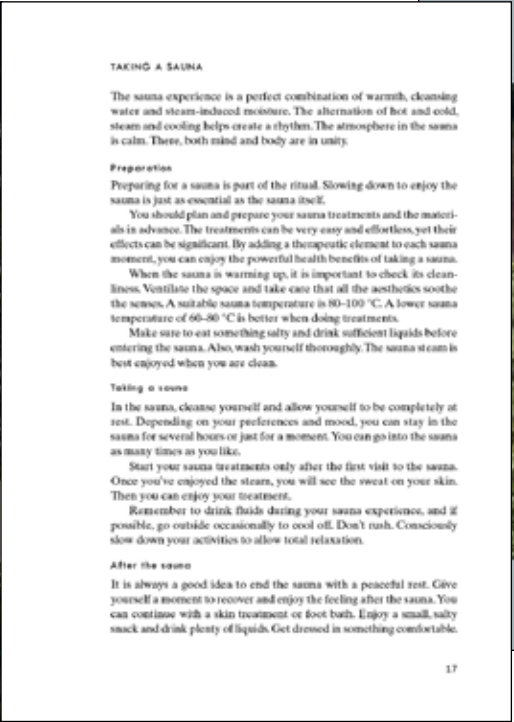 TAKING A SAUNA
The sauna experience is a perfect combination of warmth, cleansing
water and steam-induced moisture. The alternation of hot and cold,
steam and cooling helps create a rhythm. The atmosphere in the sauna
is calm. There, both mind and body are in unity.
Preparation
Preparing for a sauna is part of the ritual. Slowing down to enjoy the
sauna is just as essential as the sauna itself.
You should plan and prepare your sauna treatments and the materi-
als in advance. The treatments can be very easy and effortless, yet their
effects can be significant. By adding a therapeutic element to each sauna
moment, you can enjoy the powerful health benefits of taking a sauna.
When the sauna is warming up, it is important to check its clean-
liness. Ventilate the space and take care that all the aesthetics soothe
the senses. A suitable sauna temperature is 80–100 °C. A lower sauna
temperature of 60–80 °C is better when doing treatments.
Make sure to eat something salty and drink sufficient liquids before
entering the sauna. Also, wash yourself thoroughly. The sauna steam is
best enjoyed when you are clean.
Taking a sauna
In the sauna, cleanse yourself and allow yourself to be completely at
rest. Depending on your preferences and mood, you can stay in the
sauna for several hours or just for a moment. You can go into the sauna
as many times as you like.
Start your sauna treatments only after the first visit to the sauna.
Once you've enjoyed the steam, you will see the sweat on your skin.
Then you can enjoy your treatment.
Remember to drink fluids during your sauna experience, and if
possible, go outside occasionally to cool off. Don't rush. Consciously
slow down your activities to allow total relaxation.
After the sauna
It is always a good idea to end the sauna with a peaceful rest. Give
yourself a moment to recover and enjoy the feeling after the sauna. You
can continue with a skin treatment or foot bath. Enjoy a small, salty
snack and drink plenty of liquids. Get dressed in something comfortable.
17